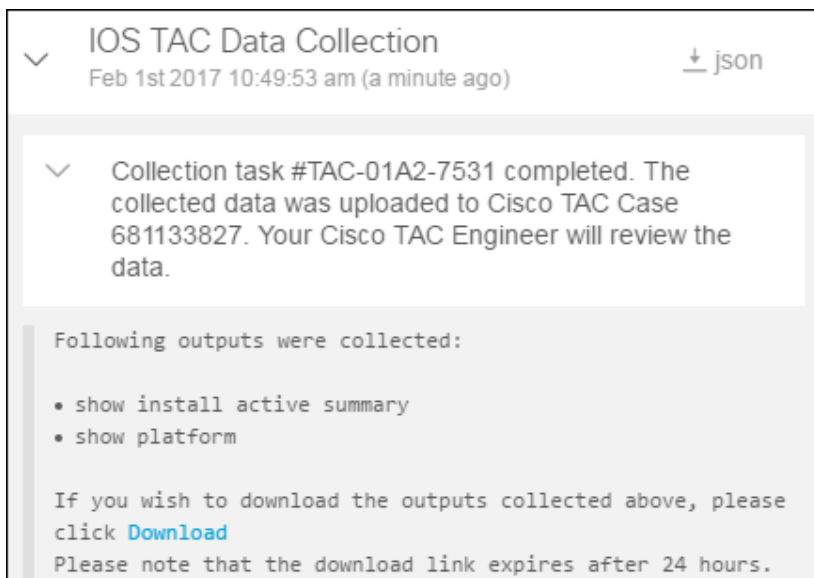 IOS TAC Data Collection
Feb 1st 2017 10:49:53 am (a minute ago)
json
Collection task #TAC-01A2-7531 completed. The
collected data was uploaded to Cisco TAC Case
681133827. Your Cisco TAC Engineer will review the
data.
Following outputs were collected:
• show install active summary
• show platform
If you wish to download the outputs collected above, please
click Download
Please note that the download link expires after 24 hours.